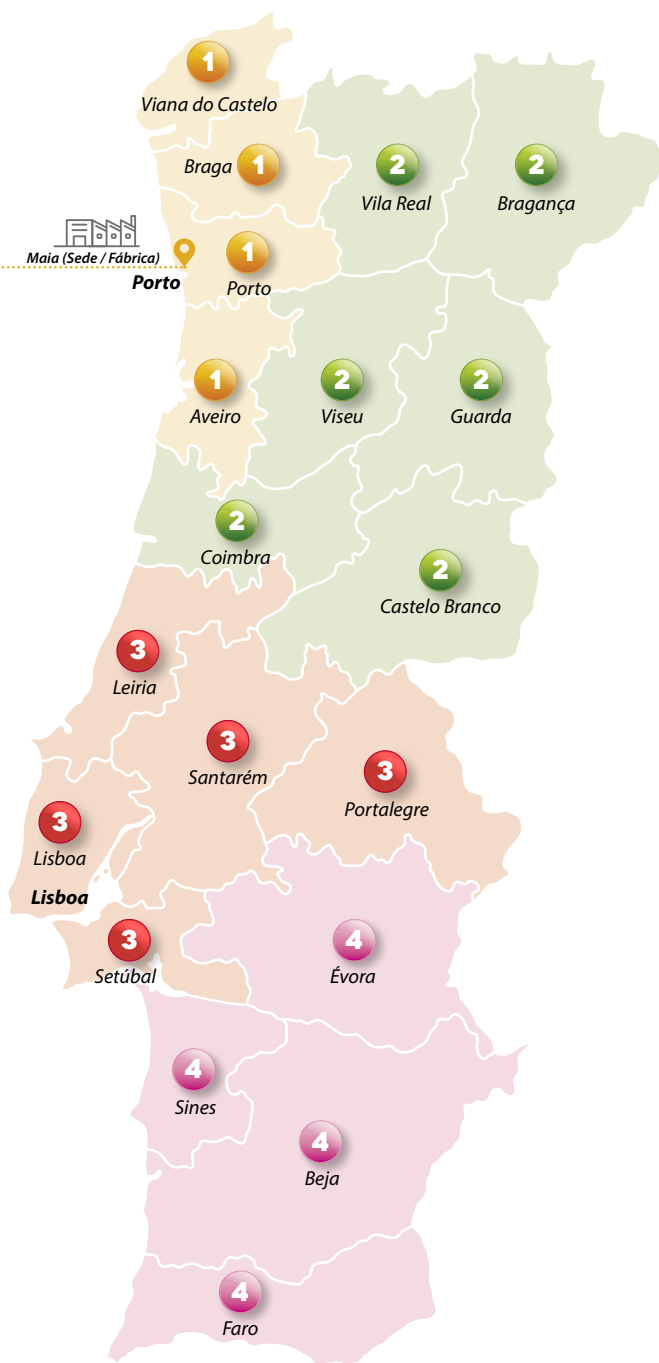 1
Viana do Castelo
Braga
1
2
Vila Real
2
Bragança
Maia (Sede / Fábrica)
Porto
1
Porto
1
Aveiro
2
Viseu
2
Guarda
2
Coimbra
2
Castelo Branco
3
Leiria
3
Santarém
3
Portalegre
3
Lisboa
Lisboa
3
Setúbal
4
Évora
4
Sines
4
Beja
4
Faro